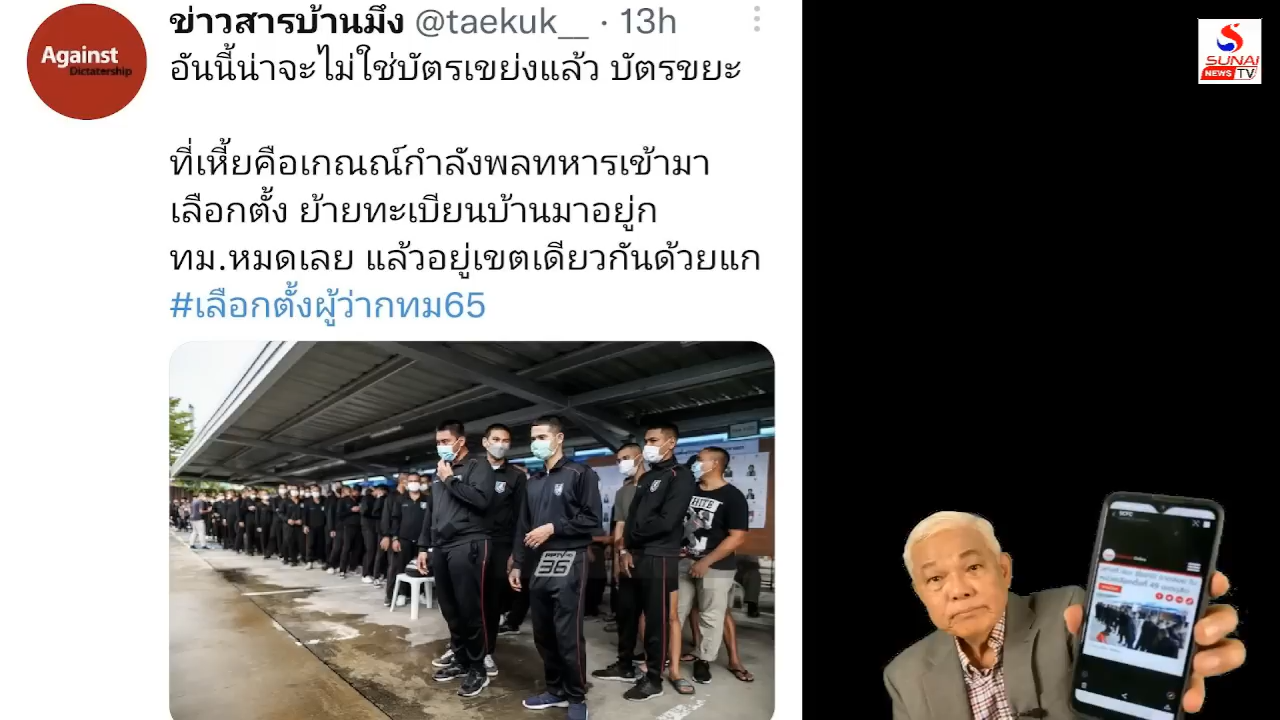 ข่าวสารบ้านมึง @taekuk__ · 13h
อันนี้น่าจะไม่ใช่บัตรเขย่งแล้ว บัตรขยะ
ที่เหี้ยคือเกณณ์กำลังพลทหารเข้ามา
เลือกตั้ง ย้ายทะเบียนบ้านมาอยู่ก
ทม.หมดเลย แล้วอยู่เขตเดียวกันด้วยแก
#เลือกตั้งผู้ว่ากทม65
Against
Dictatership
SUNAI
NEWS TV
PPTV HD
36